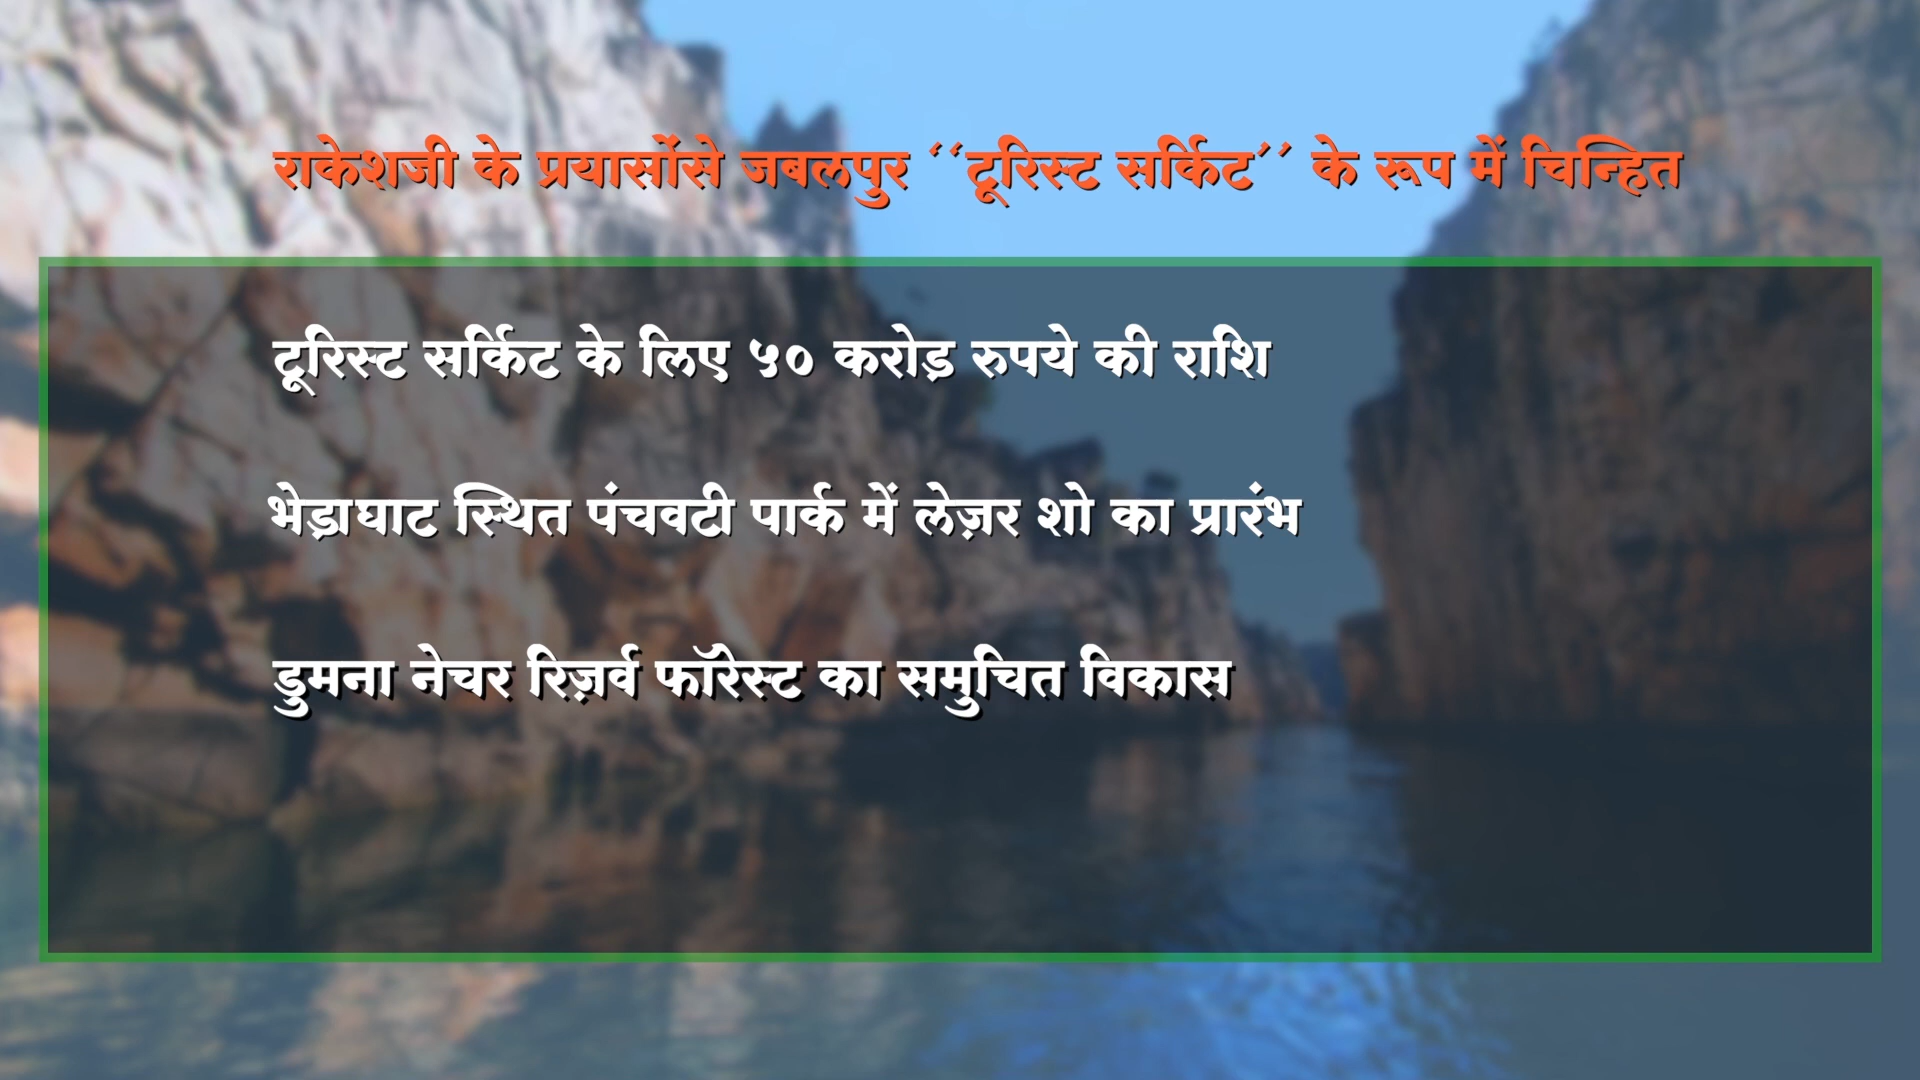 राकेशजी के प्रयासोंसे जबलपुर ‘‘टूरिस्ट सर्किट’’ के रूप में चिन्हित
टूरिस्ट सर्किट के लिए ५० करोड़ रुपये की राशि
भेड़ाघाट स्थित पंचवटी पार्क में लेज़र शो का प्रारंभ
डुमना नेचर रिज़र्व फॉरेस्ट का समुचित विकास